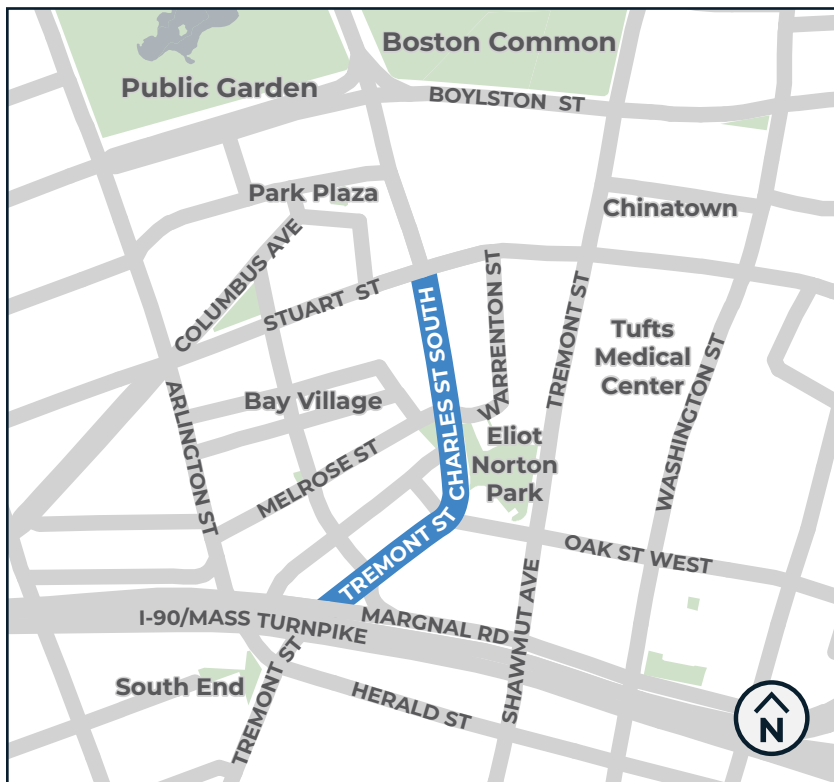 Boston Common
Public Garden
BOYLSTON ST
Park Plaza
Chinatown
COLUMBUS AVE
STUART ST
WARRENTON ST
TREMONT ST
CHARLES ST SOUTH
Tufts
Medical
Center
WASHINGTON ST
ARLINGTON ST
Bay Village
Eliot
Norton
Park
MELROSE ST
TREMONT ST
OAK ST WEST
I-90/MASS TURNPIKE
MARGNAL RD
SHAWMUT AVE
TREMONT ST
South End
HERALD ST
N